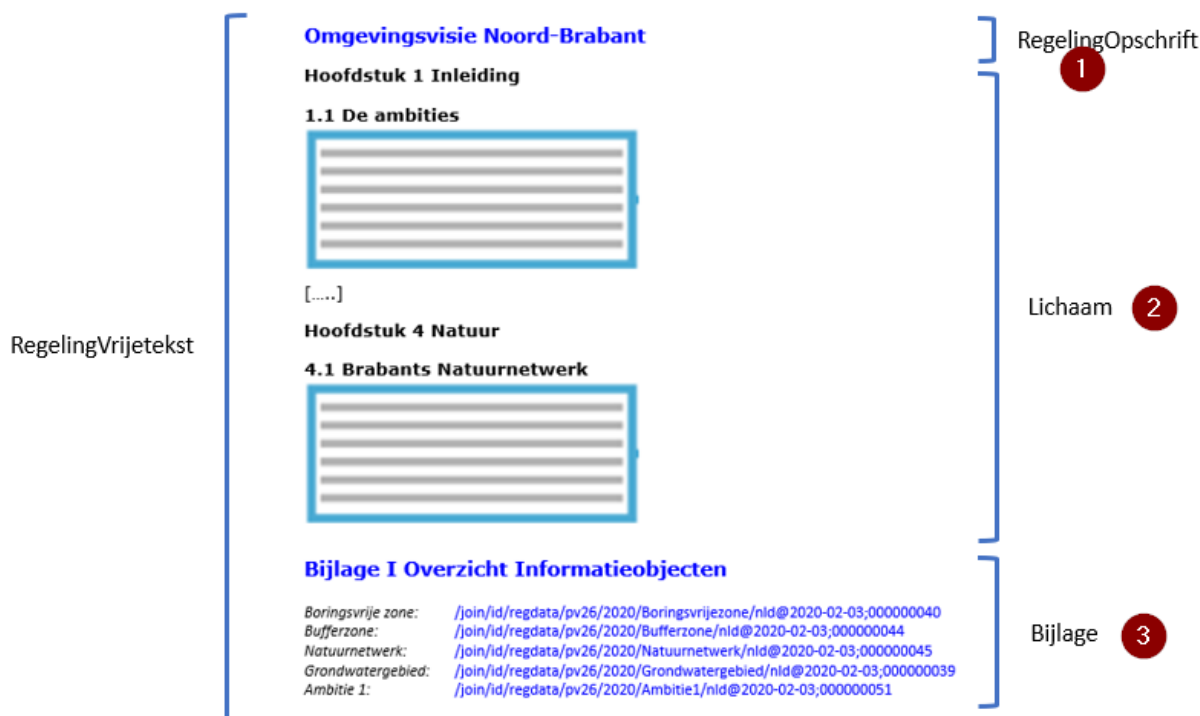 Omgevingsvisie Noord-Brabant
RegelingOpschrift
1
Hoofdstuk 1 Inleiding
1.1 De ambities
[.....]
Lichaam 2
Hoofdstuk 4 Natuur
RegelingVrijetekst
4.1 Brabants Natuurnetwerk
Bijlage I Overzicht Informatieobjecten
Boringsvrije zone: /join/id/regdata/pv26/2020/Boringsvrijezone/nld@2020-02-03;000000040
Bufferzone: /join/id/regdata/pv26/2020/Bufferzone/nld@2020-02-03;000000044
Natuurnetwerk: /join/id/regdata/pv26/2020/Natuurnetwerk/nld@2020-02-03;000000045
Grondwatergebied: /join/id/regdata/pv26/2020/Grondwatergebied/nld@2020-02-03;000000039
Ambitie 1: /join/id/regdata/pv26/2020/Ambitie1/nld@2020-02-03;000000051
Bijlage 3